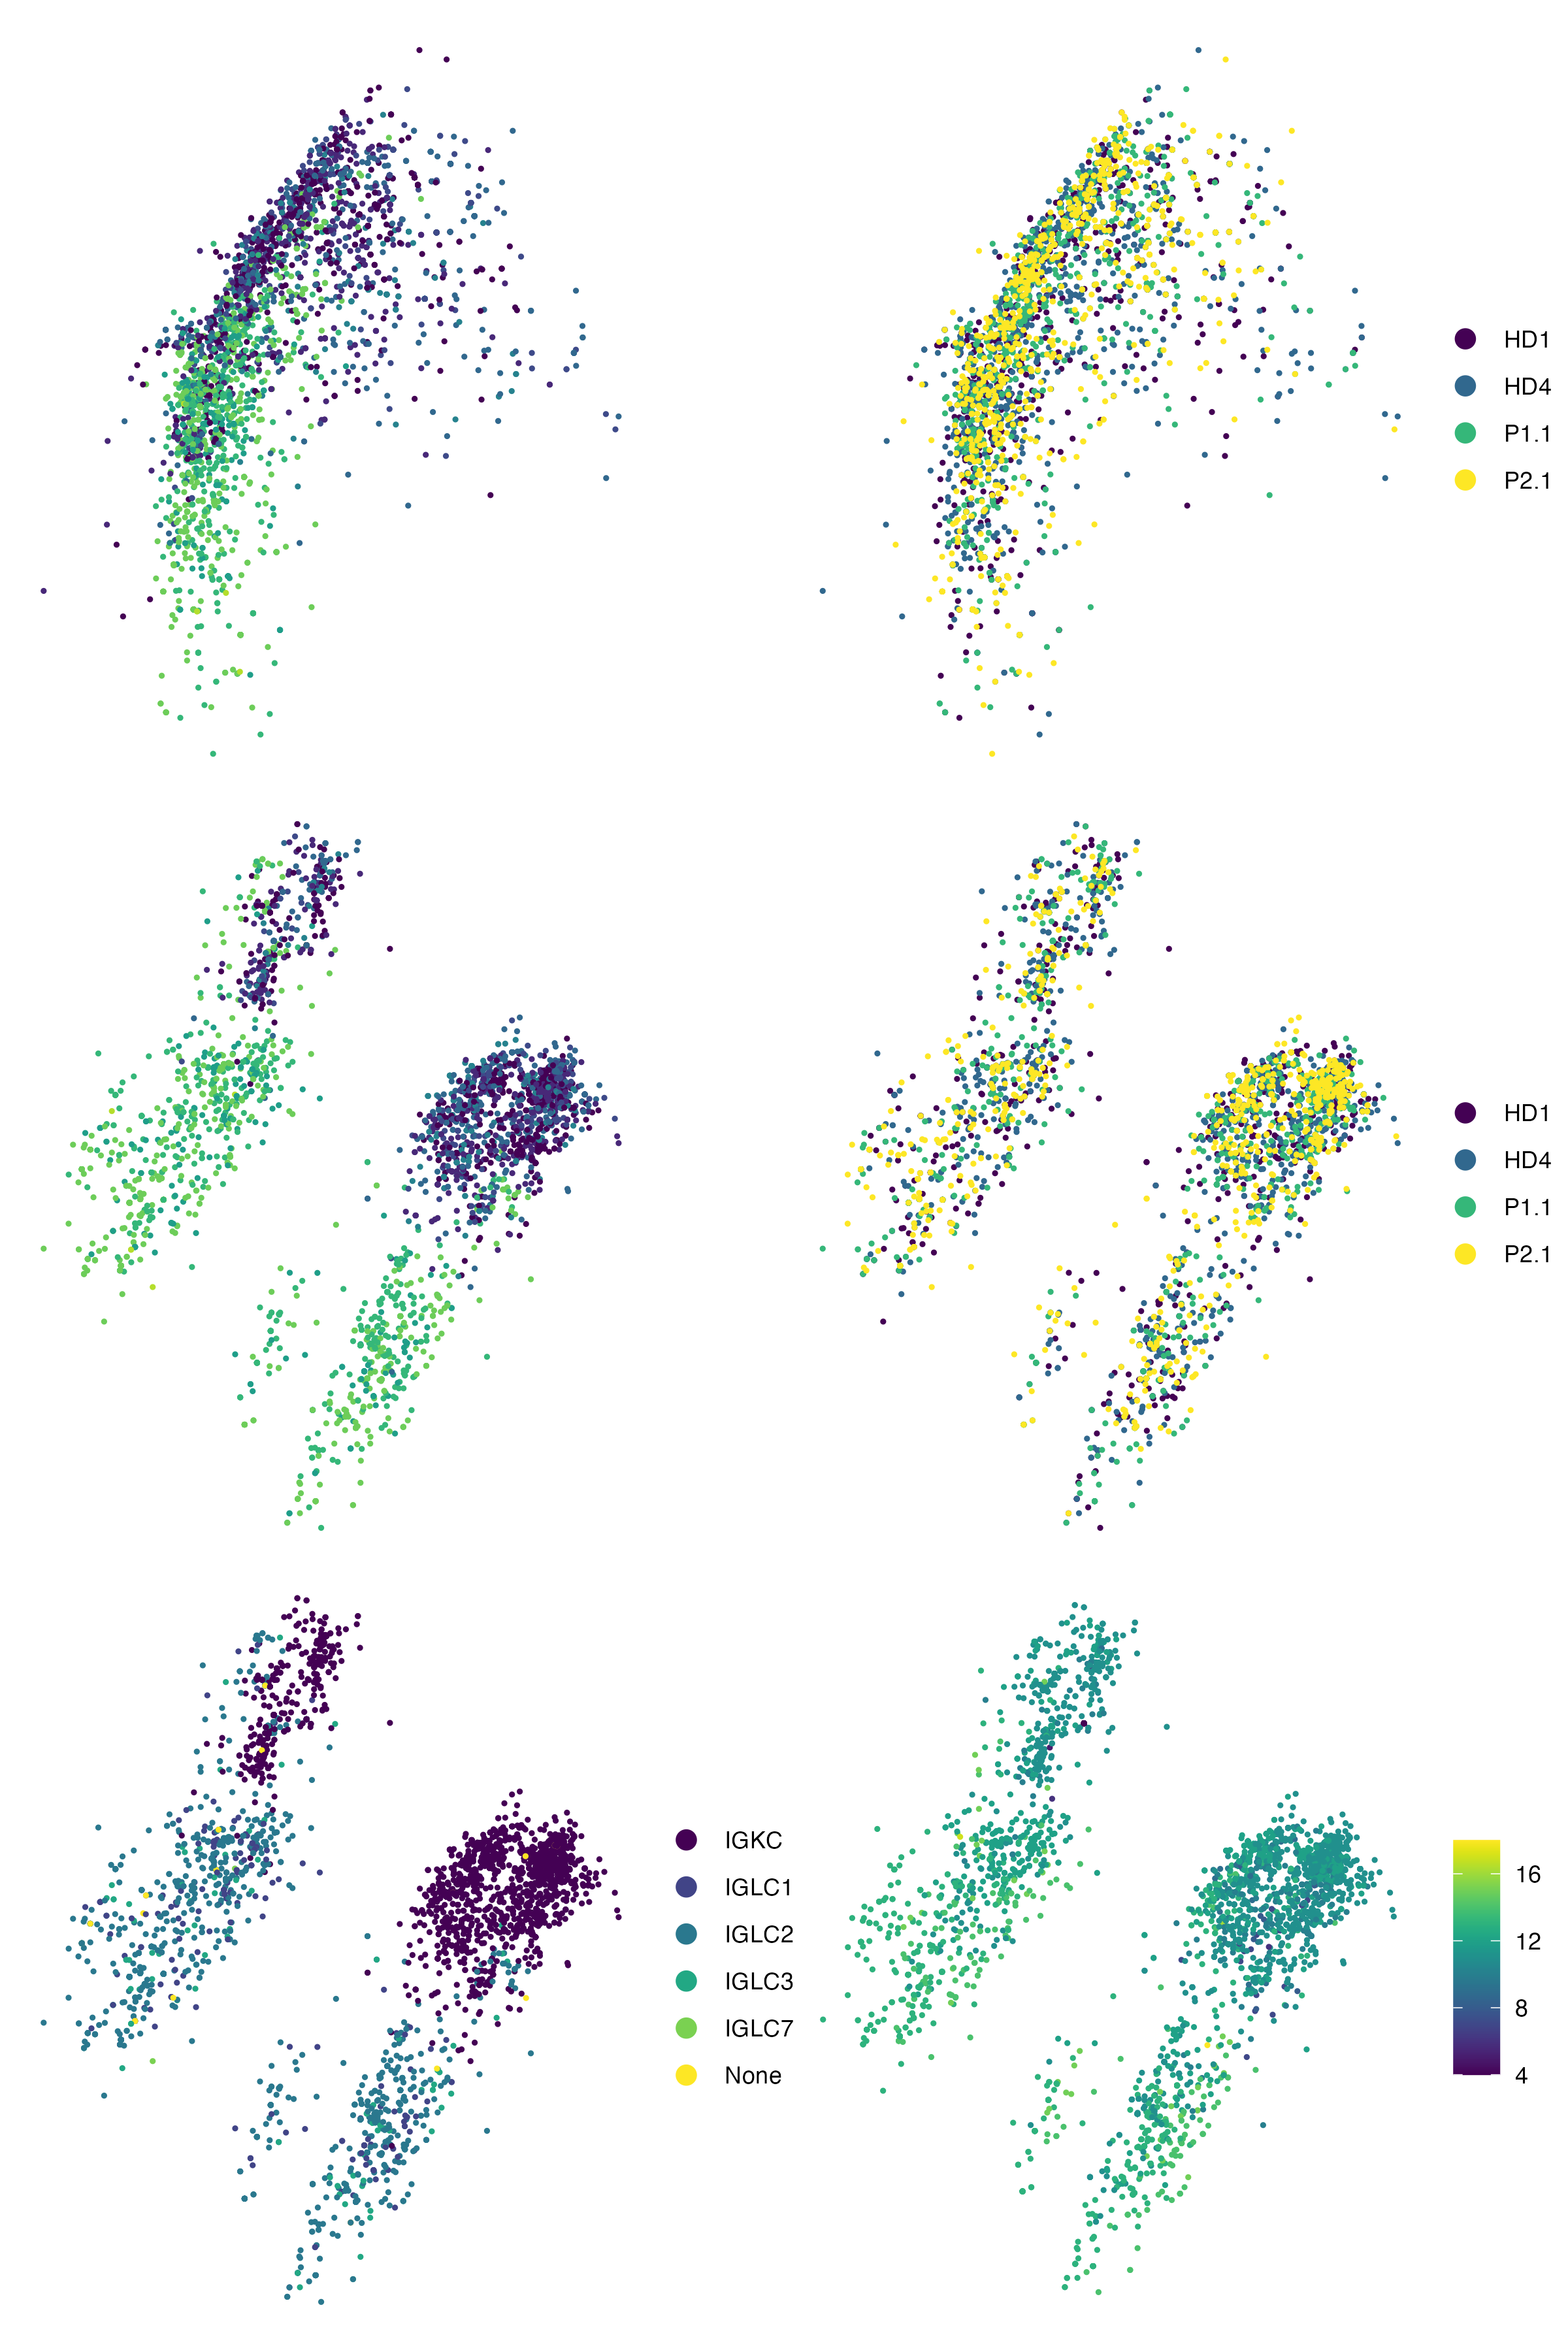 HD1
HD4
P1.1
P2.1
HD1
HD4
P1.1
P2.1
IGKC
IGLC1
IGLC2
IGLC3
IGLC7
None
16
12
8
4